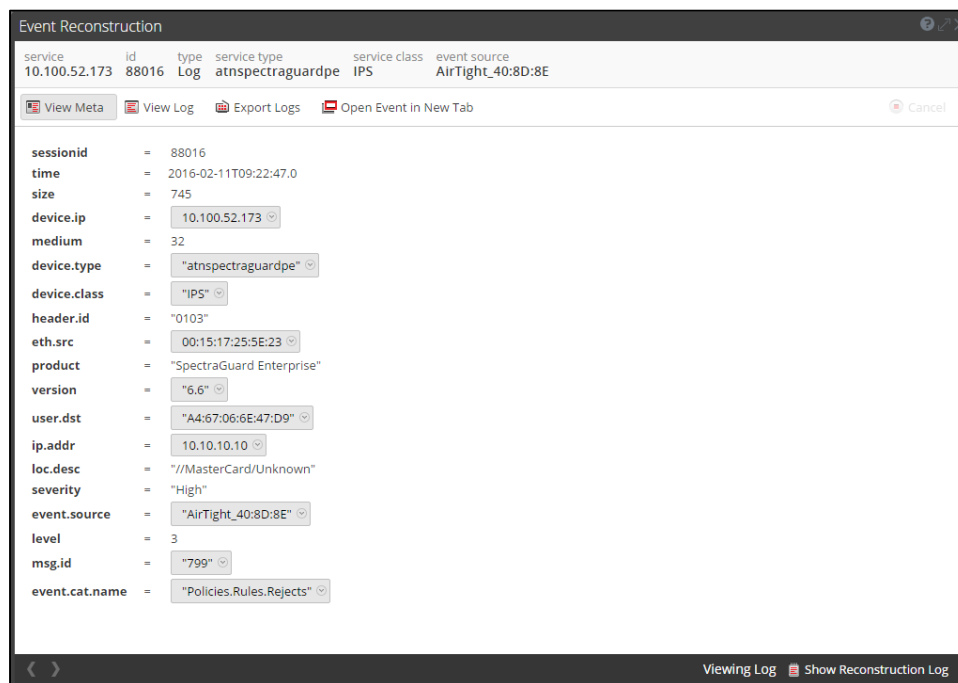 Event Reconstruction
service id type service type service class event source
10.100.52.173 88016 Log atnspectraguardpe IPS AirTight_40:8D:8E
View Meta View Log Export Logs Open Event in New Tab Cancel
sessionid = 88016
time = 2016-02-11T09:22:47.0
size = 745
device.ip = 10.100.52.173
medium = 32
device.type = "atnspectraguardpe"
device.class = "IPS"
header.id = "0103"
eth.src = 00:15:17:25:5E:23
product = "SpectraGuard Enterprise"
version = "6.6"
user.dst = "A4:67:06:6E:47:D9"
ip.addr = 10.10.10.10
loc.desc = "//MasterCard/Unknown"
severity = "High"
event.source = "AirTight_40:8D:8E"
level = 3
msg.id = "799"
event.cat.name = "Policies.Rules.Rejects"
Viewing Log Show Reconstruction Log